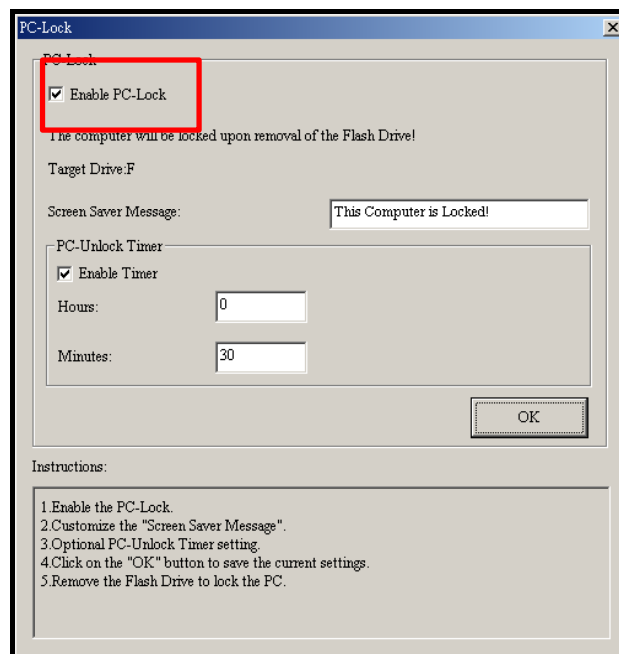 PC-Lock
PC-Lock
Enable PC-Lock
The computer will be locked upon removal of the Flash Drive!
Target Drive:F
Screen Saver Message:
This Computer is Locked!
PC-Unlock Timer
Enable Timer
Hours:
0
Minutes:
30
OK
Instructions:
1.Enable the PC-Lock.
2.Customize the "Screen Saver Message".
3.Optional PC-Unlock Timer setting.
4.Click on the "OK" button to save the current settings.
5.Remove the Flash Drive to lock the PC.